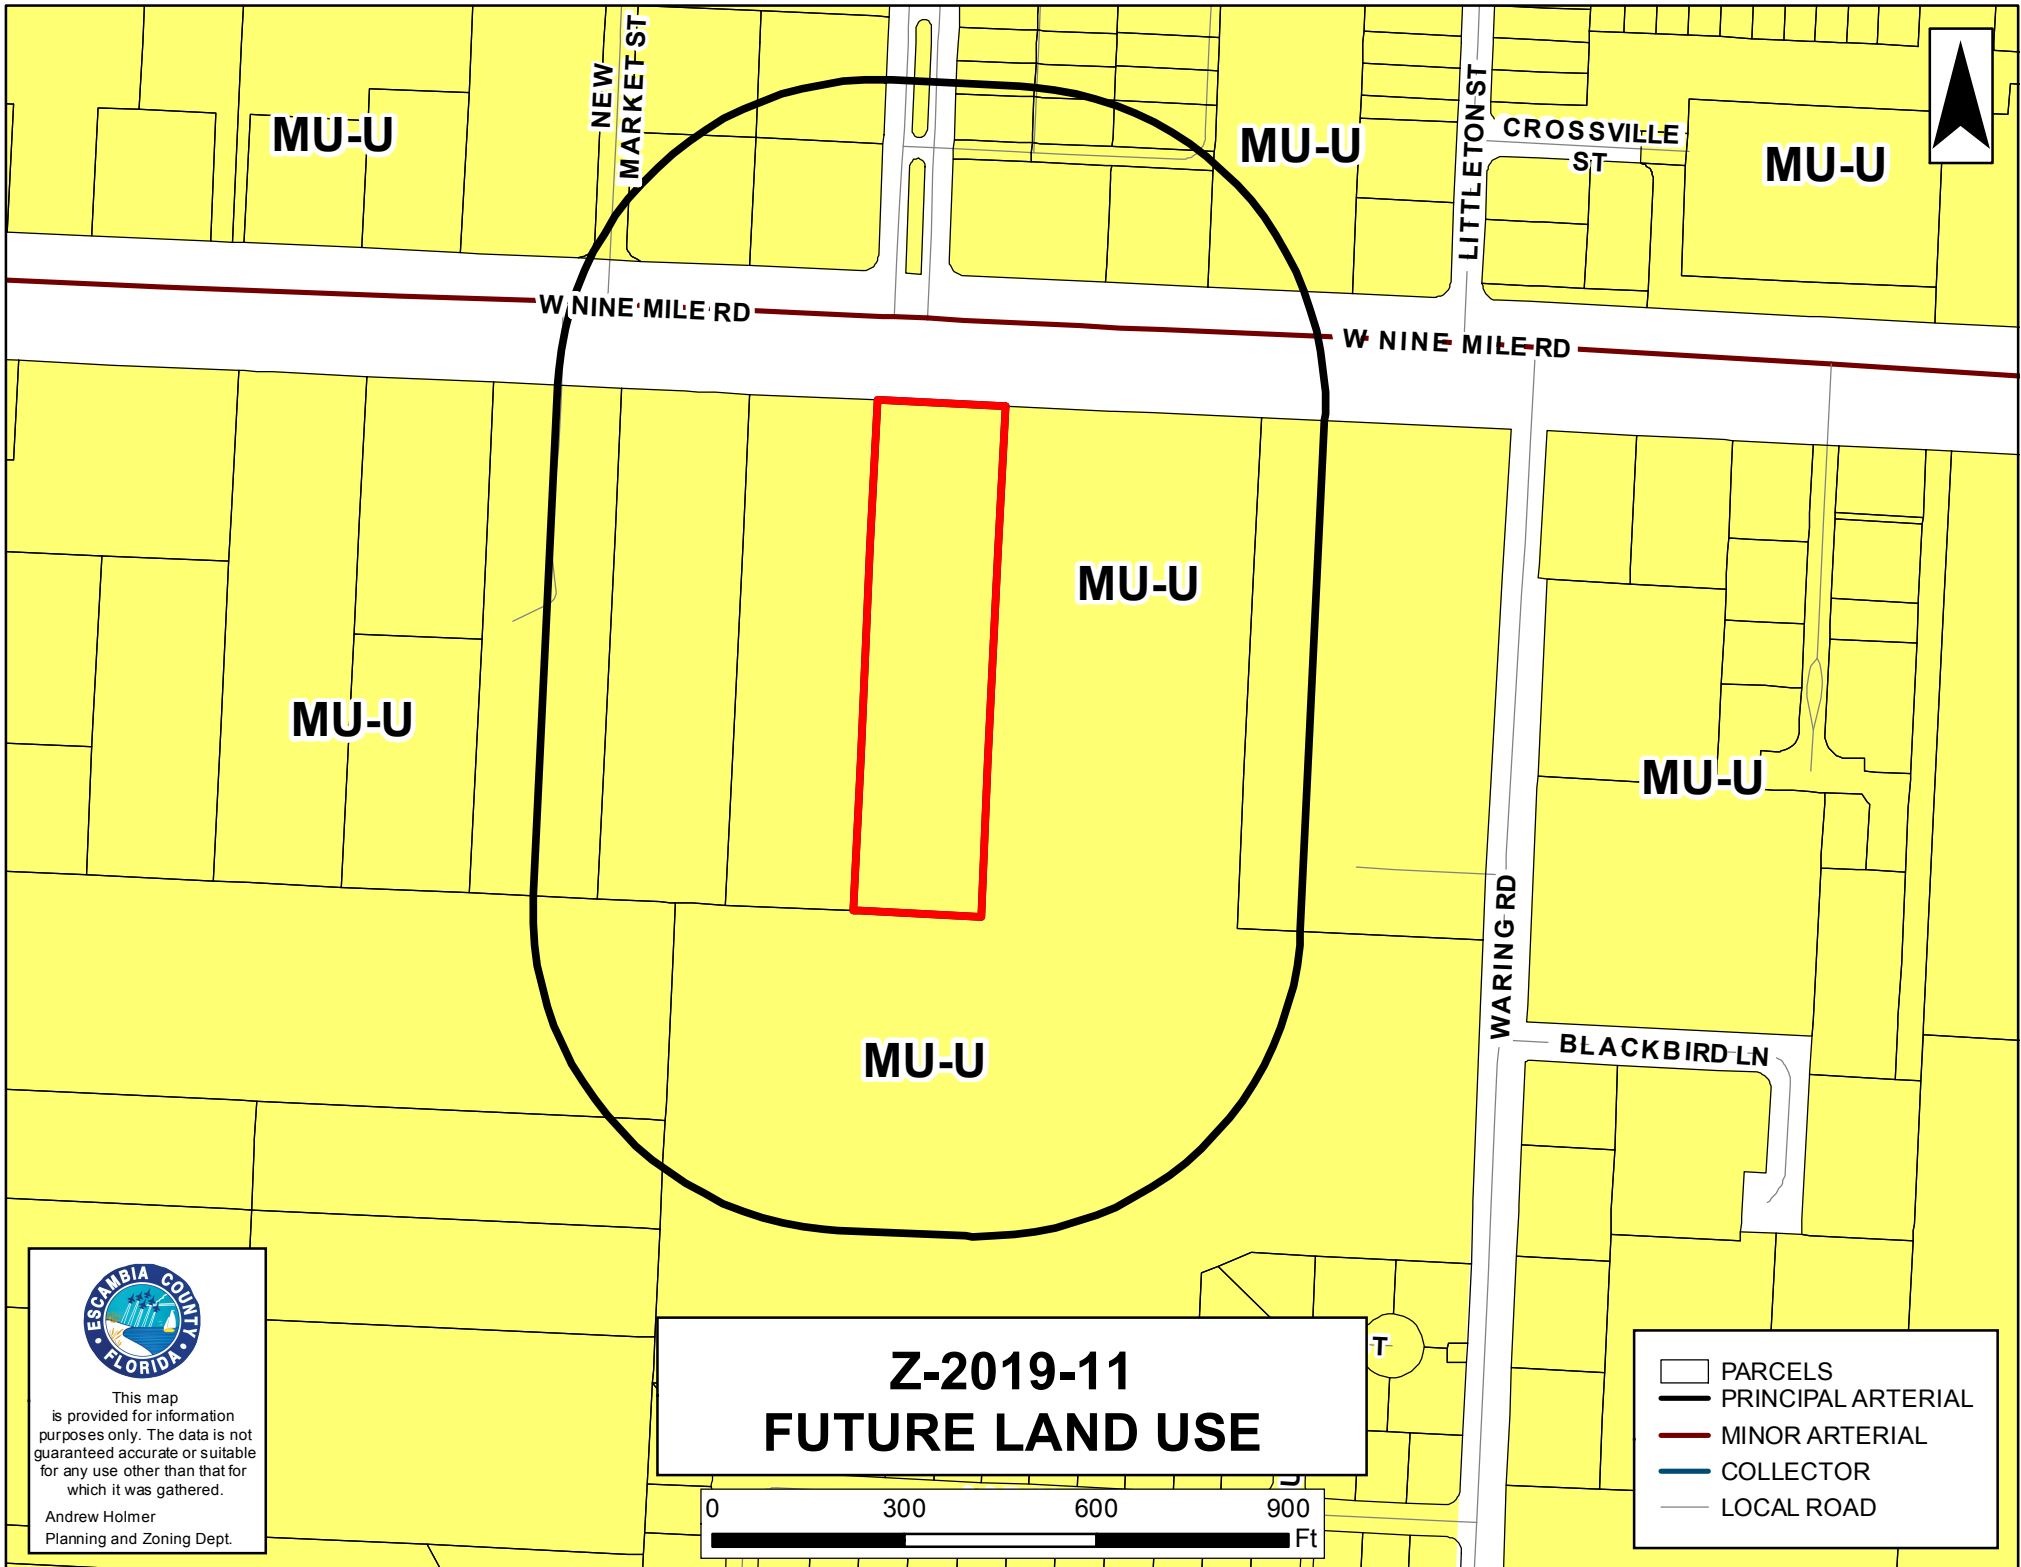 NEW
MARKET ST
MU-U
MU-U
LITTLETON ST
CROSSVILLE
ST
MU-U
W NINE MILE RD
W NINE MILE RD
MU-U
MU-U
MU-U
WARING RD
MU-U
BLACKBIRD LN
ESCAMBIA COUNTY
FLORIDA
This map
is provided for information
purposes only. The data is not
guaranteed accurate or suitable
for any use other than that for
which it was gathered.
Andrew Holmer
Planning and Zoning Dept.
Z-2019-11
FUTURE LAND USE
T
0 300 600 900
Ft
PARCELS
PRINCIPAL ARTERIAL
MINOR ARTERIAL
COLLECTOR
LOCAL ROAD